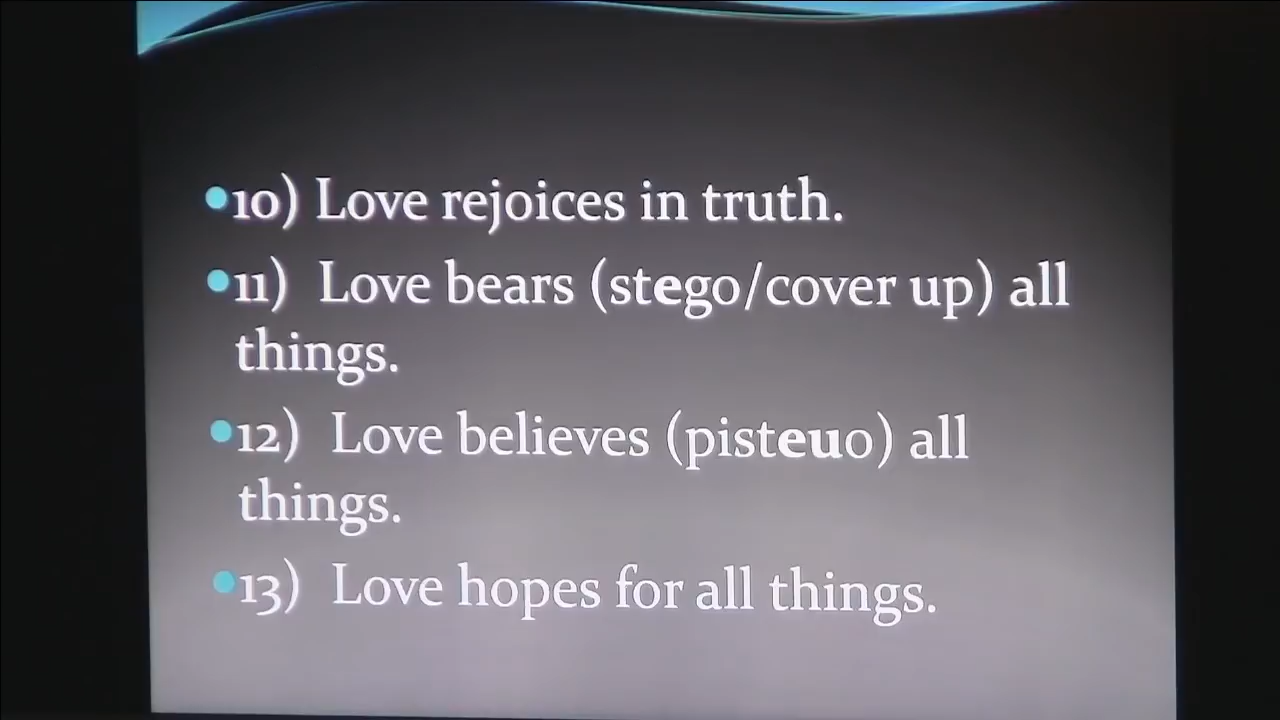 •10) Love rejoices in truth.
•11) Love bears (stego/cover up) all
things.
•12) Love believes (pisteuo) all
things.
•13) Love hopes for all things.